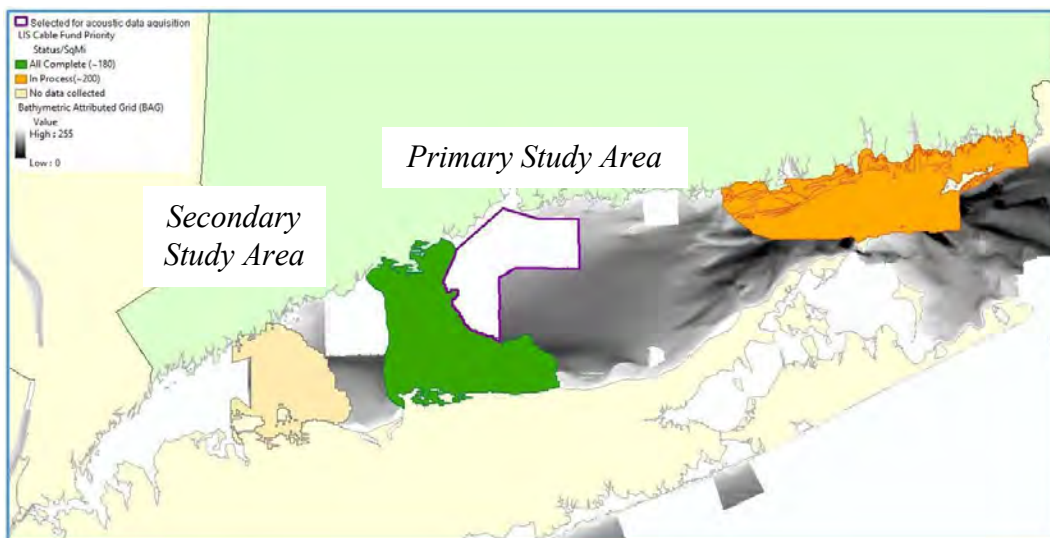 Selected for acoustic data aquisition
LIS Cable Fund Priority
Status/SqMi
All Complete (~180)
In Process(~200)
No data collected
Bathymetric Attributed Grid (BAG)
Value
High : 255
Low : 0
Primary Study Area
Secondary
Study Area